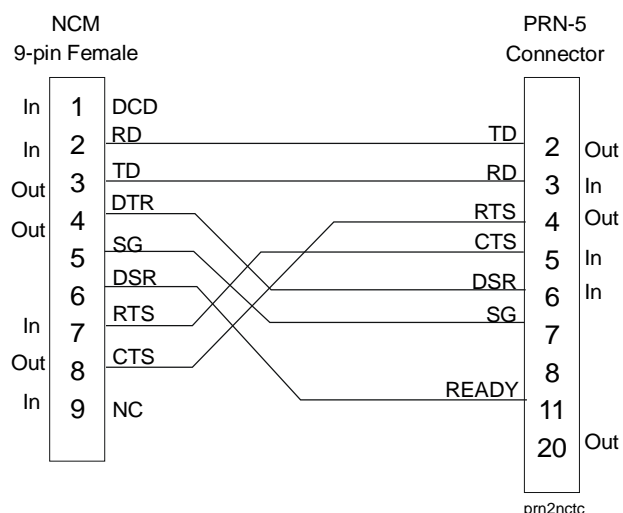 NCM
9-pin Female
PRN-5
Connector
In 1 DCD
In 2 RD
Out 3 TD
Out 4 DTR
5 SG
6 DSR
In 7 RTS
Out 8 CTS
In 9 NC
TD 2 Out
RD 3 In
RTS 4 Out
CTS 5 In
DSR 6 In
SG 7
8
READY 11
20 Out
prn2nctc